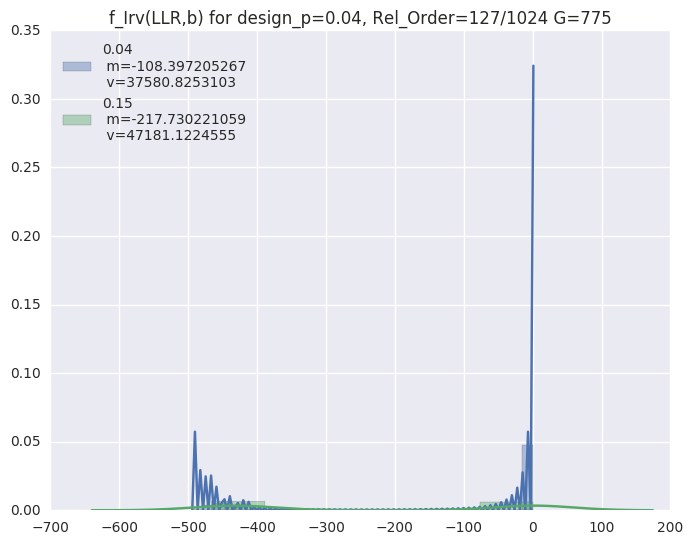 f_Irv(LLR,b) for design_p=0.04, Rel_Order=127/1024 G=775
0.35
0.04
m=-108.397205267
v=37580.8253103
0.15
m=-217.730221059
v=47181.1224555
0.30
0.25
0.20
0.15
0.10
0.05
0.00
−700 −600 −500 −400 −300 −200 −100 0 100 200